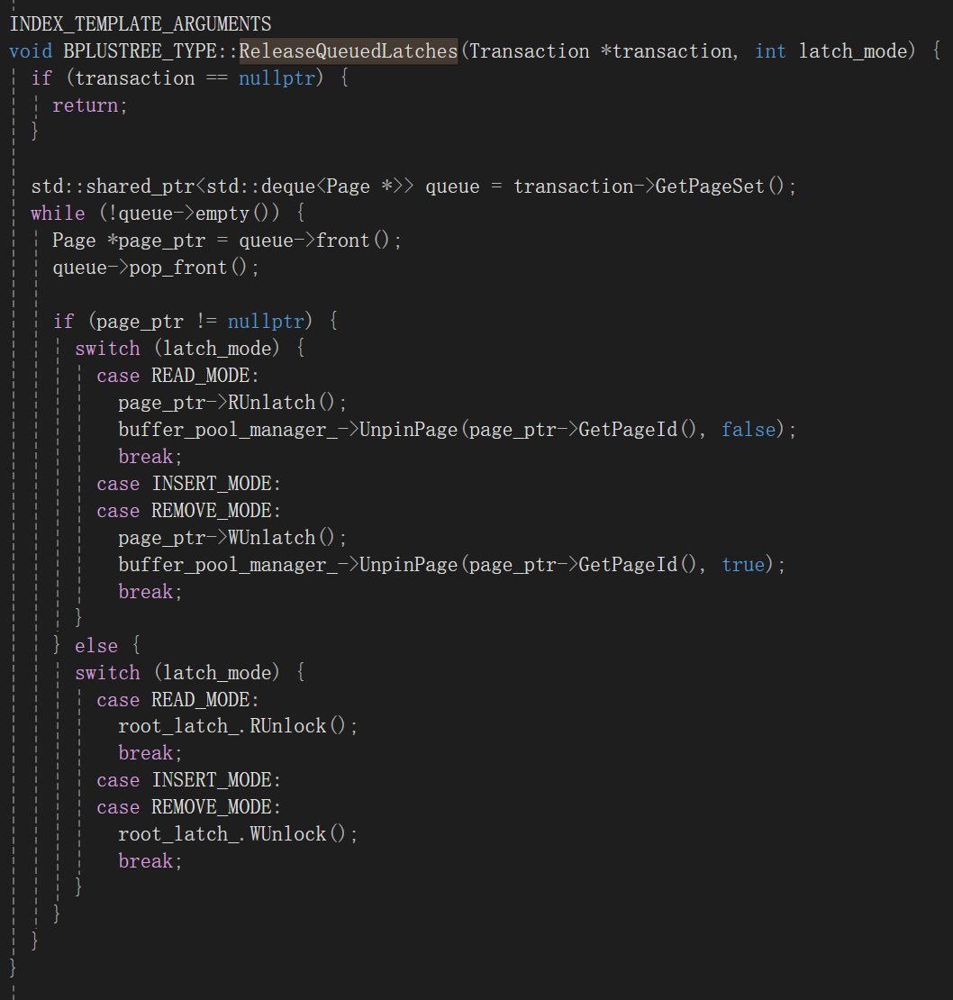 INDEX_TEMPLATE_ARGUMENTS
void BPLUSTREE_TYPE::ReleaseQueuedLatches(Transaction *transaction, int latch_mode) {
  if (transaction == nullptr) {
    return;
  }

  std::shared_ptr<std::deque<Page *>> queue = transaction->GetPageSet();
  while (!queue->empty()) {
    Page *page_ptr = queue->front();
    queue->pop_front();

    if (page_ptr != nullptr) {
      switch (latch_mode) {
        case READ_MODE:
          page_ptr->RUnlatch();
          buffer_pool_manager_->UnpinPage(page_ptr->GetPageId(), false);
          break;
        case INSERT_MODE:
        case REMOVE_MODE:
          page_ptr->WUnlatch();
          buffer_pool_manager_->UnpinPage(page_ptr->GetPageId(), true);
          break;
      }
    } else {
      switch (latch_mode) {
        case READ_MODE:
          root_latch_.RUnlock();
          break;
        case INSERT_MODE:
        case REMOVE_MODE:
          root_latch_.WUnlock();
          break;
      }
    }
  }
}